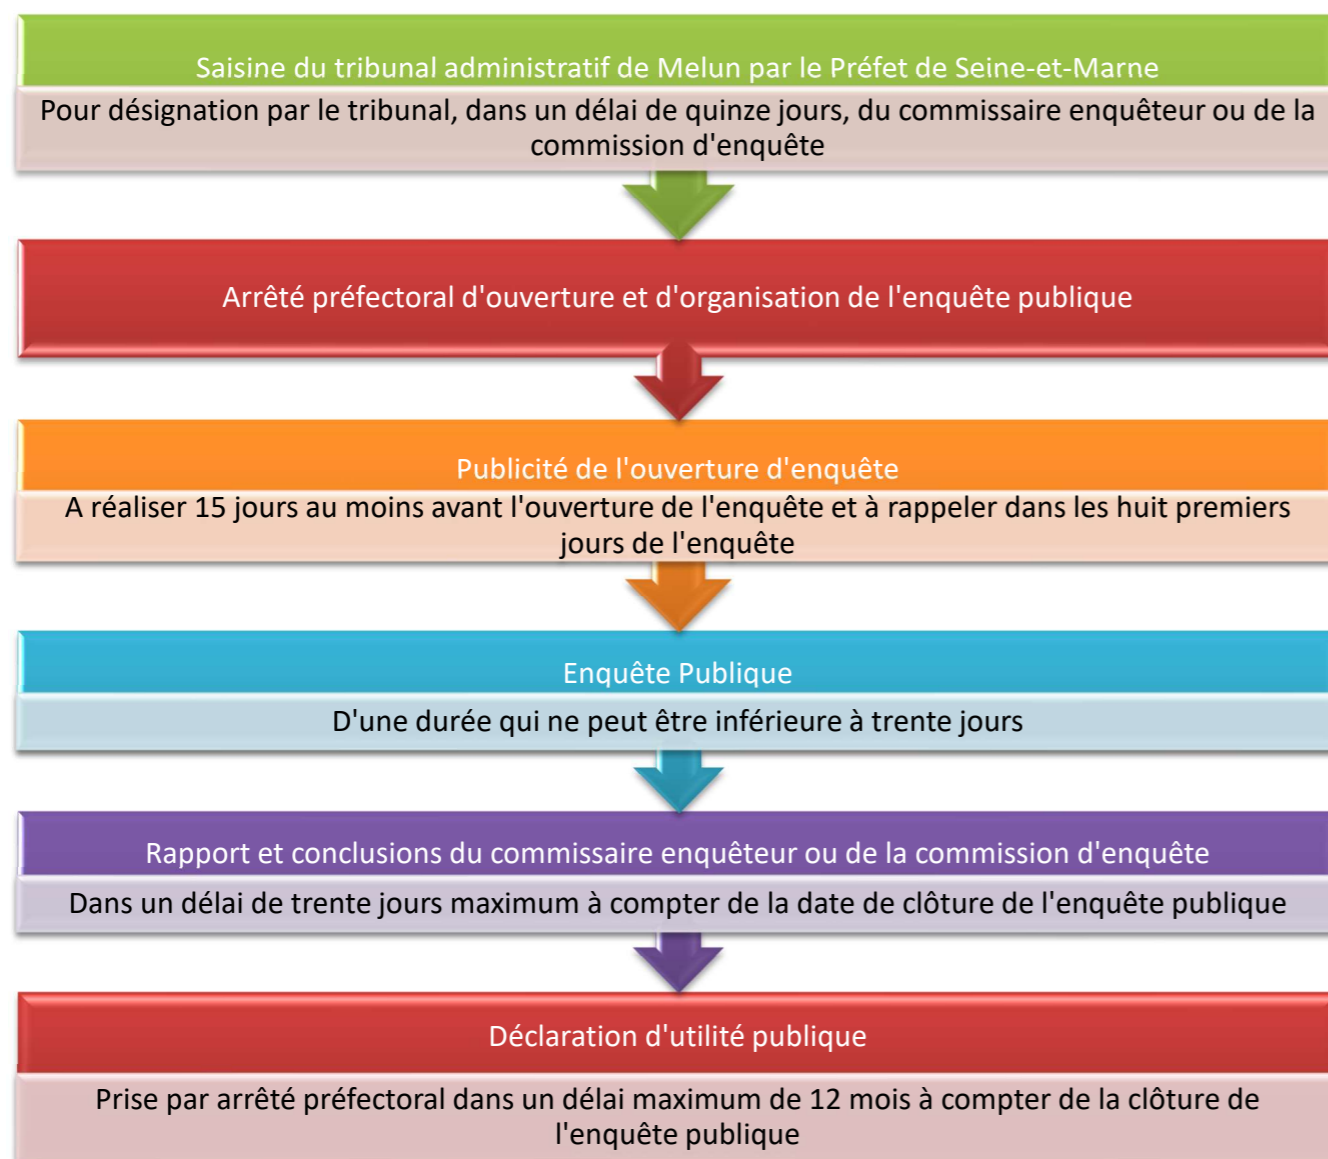 Saisine du tribunal administratif de Melun par le Préfet de Seine-et-Marne
Pour désignation par le tribunal, dans un délai de quinze jours, du commissaire enquêteur ou de la
commission d'enquête
Arrêté préfectoral d'ouverture et d'organisation de l'enquête publique
Publicité de l'ouverture d'enquête
A réaliser 15 jours au moins avant l'ouverture de l'enquête et à rappeler dans les huit premiers
jours de l'enquête
Enquête Publique
D'une durée qui ne peut être inférieure à trente jours
Rapport et conclusions du commissaire enquêteur ou de la commission d'enquête
Dans un délai de trente jours maximum à compter de la date de clôture de l'enquête publique
Déclaration d'utilité publique
Prise par arrêté préfectoral dans un délai maximum de 12 mois à compter de la clôture de
l'enquête publique